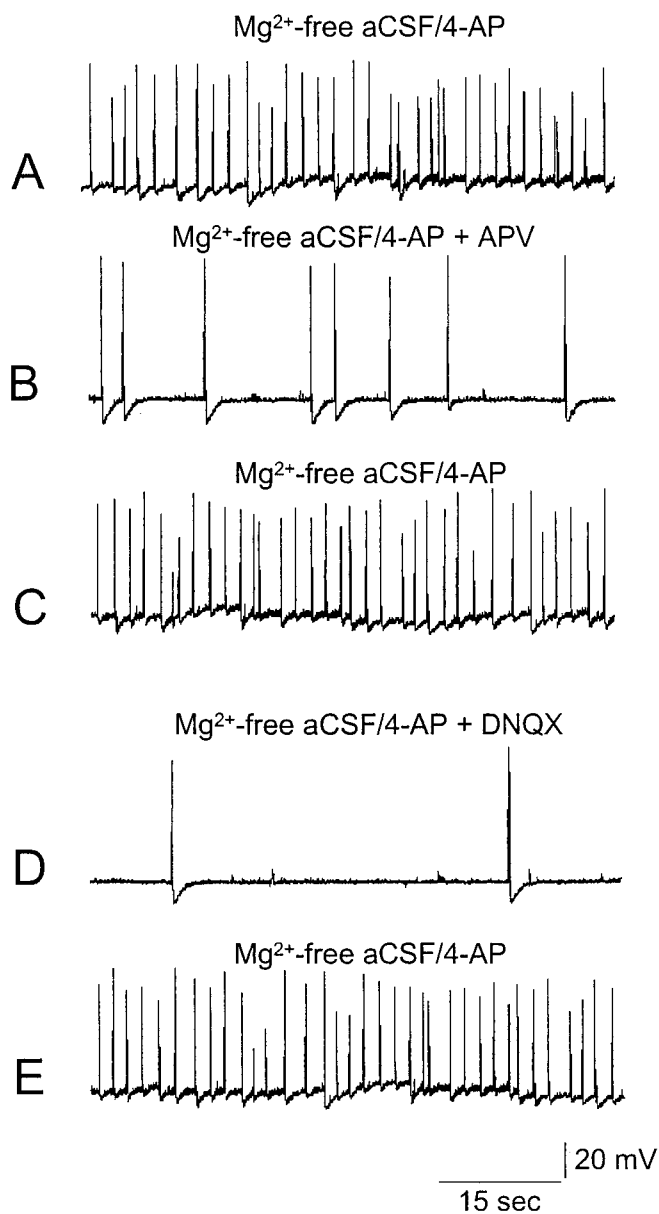 Mg²⁺-free aCSF/4-AP
A
Mg²⁺-free aCSF/4-AP + APV
B
Mg²⁺-free aCSF/4-AP
C
Mg²⁺-free aCSF/4-AP + DNQX
D
Mg²⁺-free aCSF/4-AP
E
20 mV
15 sec